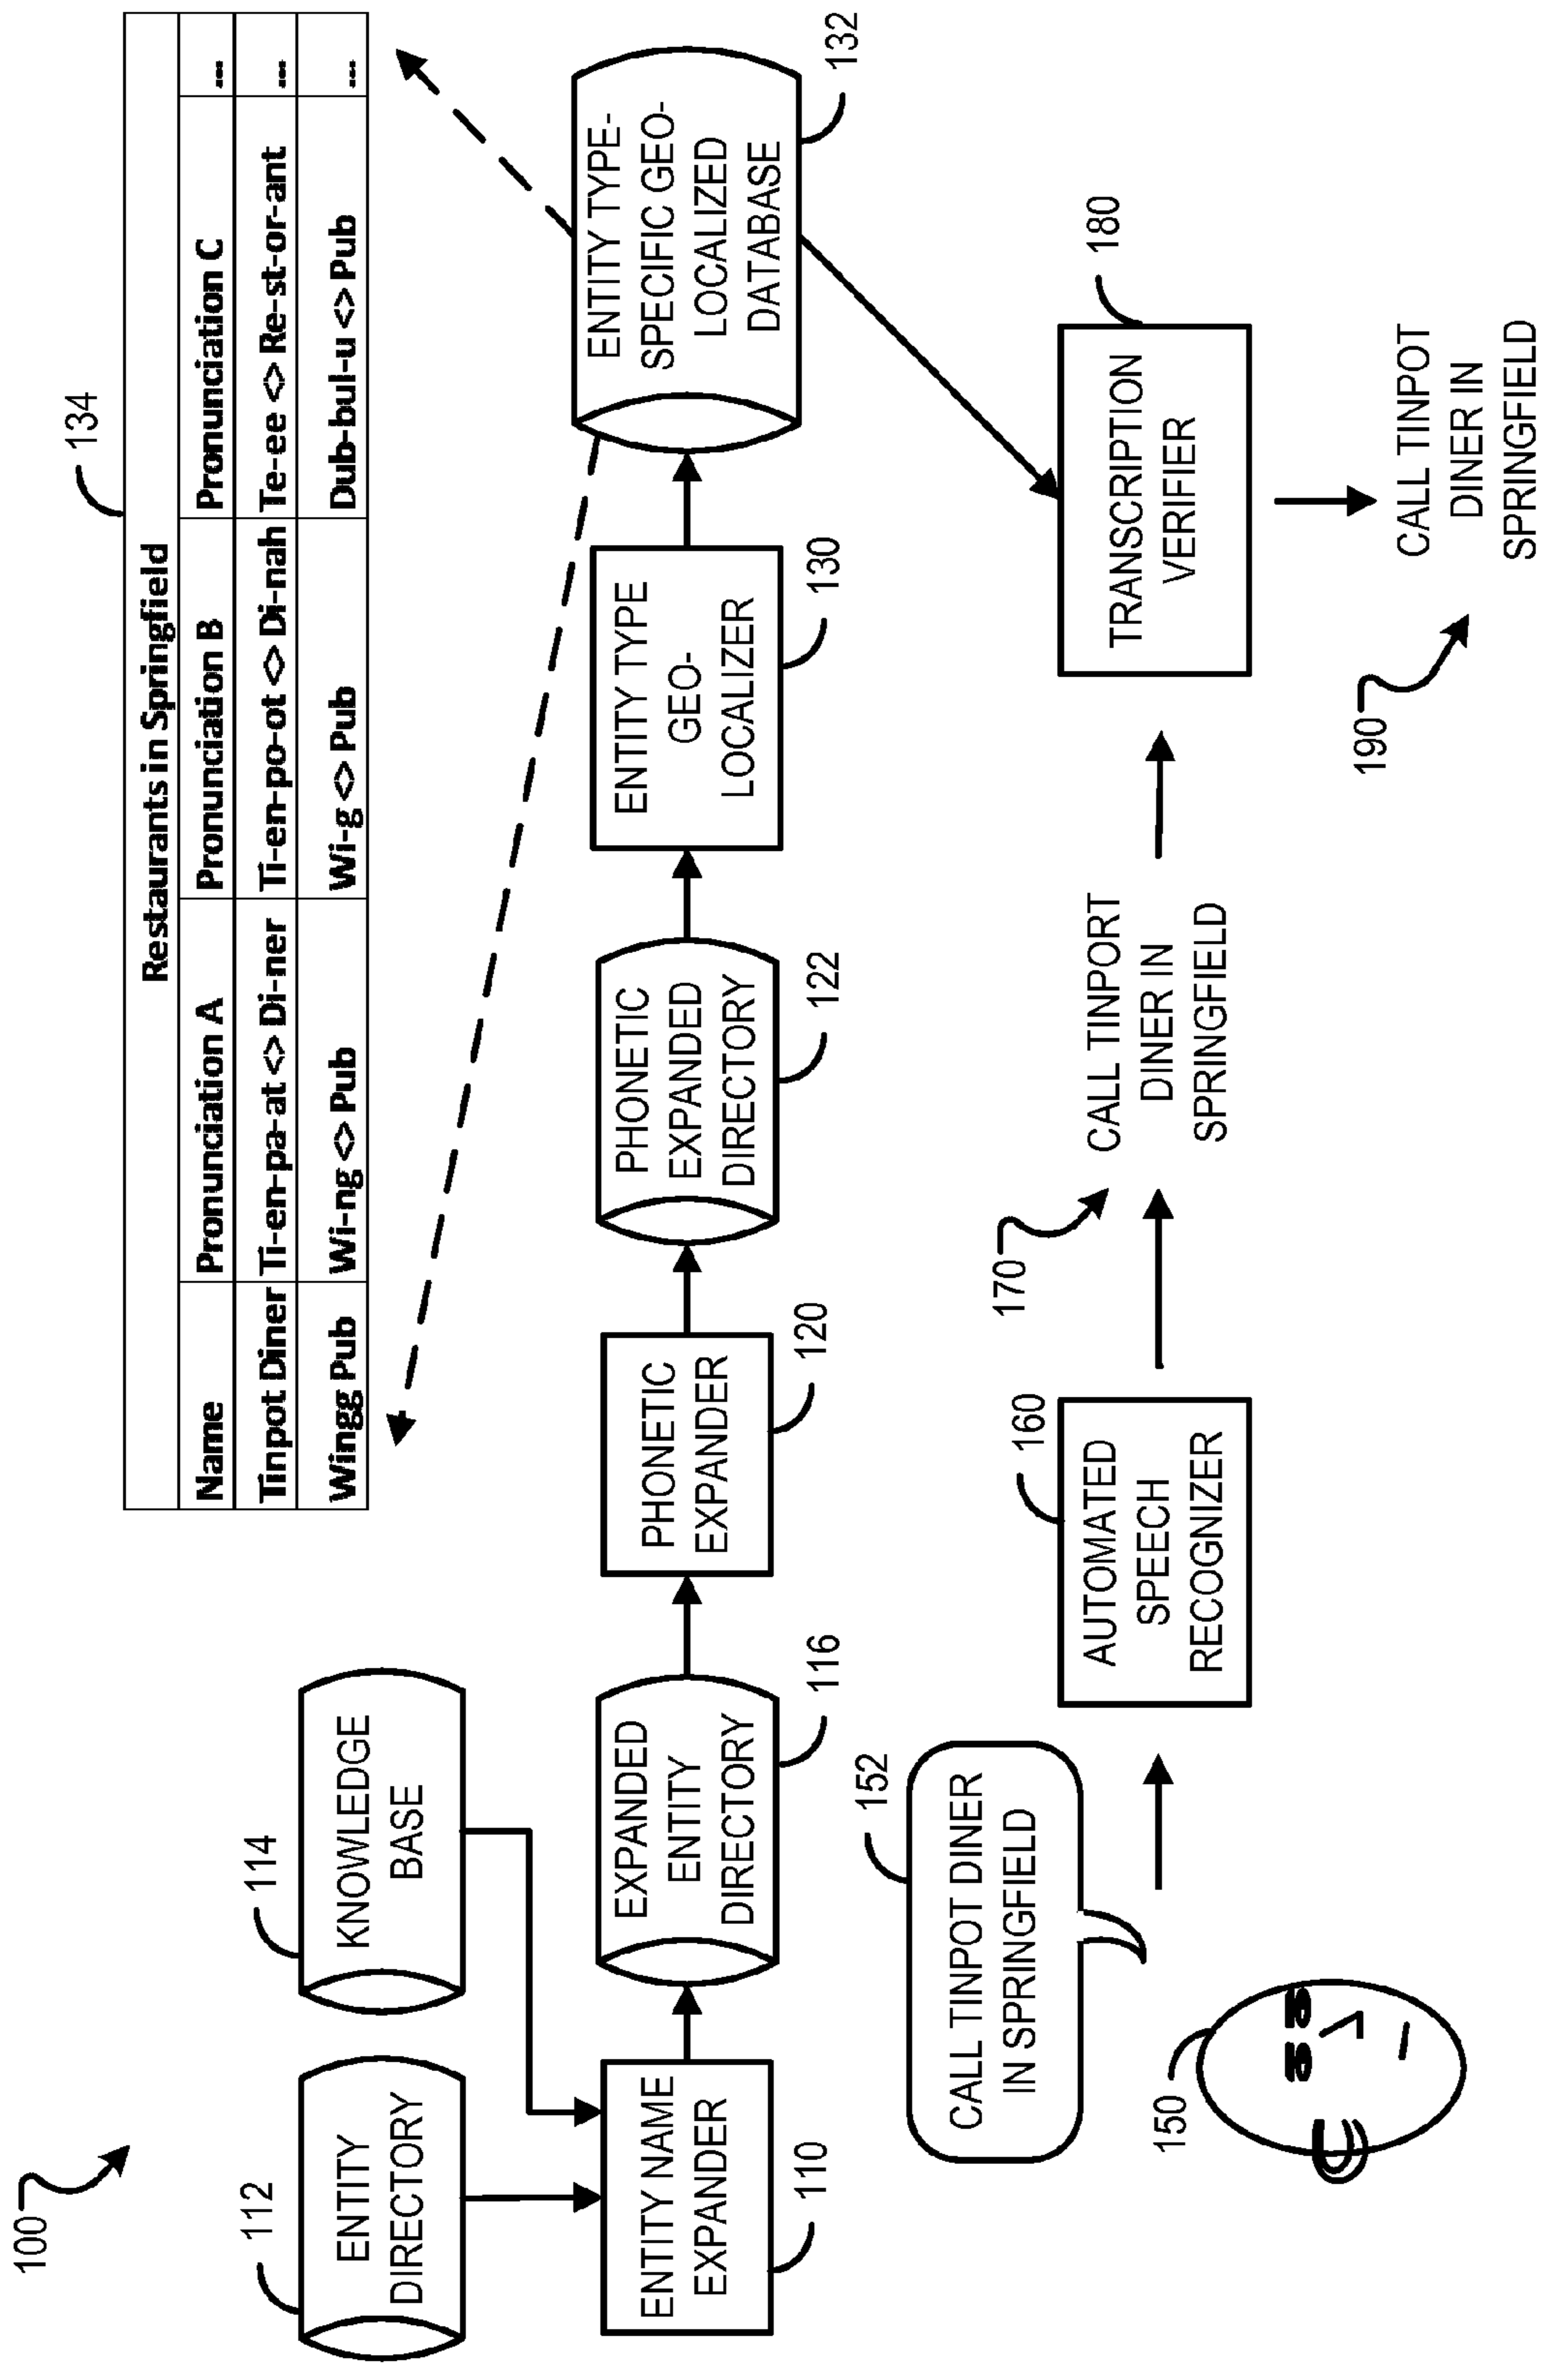 100
134
Restaurants in Springfield
Name Pronunciation A Pronunciation B Pronunciation C ...
Tinpot Diner Ti-en-pa-at <> Di-ner Ti-en-po-ot <> Di-nah Te-ee <> Re-st-or-ant ...
Wingg Pub Wi-ng <> Pub Wi-g <> Pub Dub-bul-u <> Pub ...
112
ENTITY
DIRECTORY
114
KNOWLEDGE
BASE
ENTITY NAME
EXPANDER
110
EXPANDED
ENTITY
DIRECTORY
116
PHONETIC
EXPANDER
120
PHONETIC
EXPANDED
DIRECTORY
122
ENTITY TYPE
GEO-
LOCALIZER
130
ENTITY TYPE-
SPECIFIC GEO-
LOCALIZED
DATABASE
132
150
152
CALL TINPOT DINER
IN SPRINGFIELD
160
AUTOMATED
SPEECH
RECOGNIZER
170
CALL TINPORT
DINER IN
SPRINGFIELD
180
TRANSCRIPTION
VERIFIER
190
CALL TINPOT
DINER IN
SPRINGFIELD